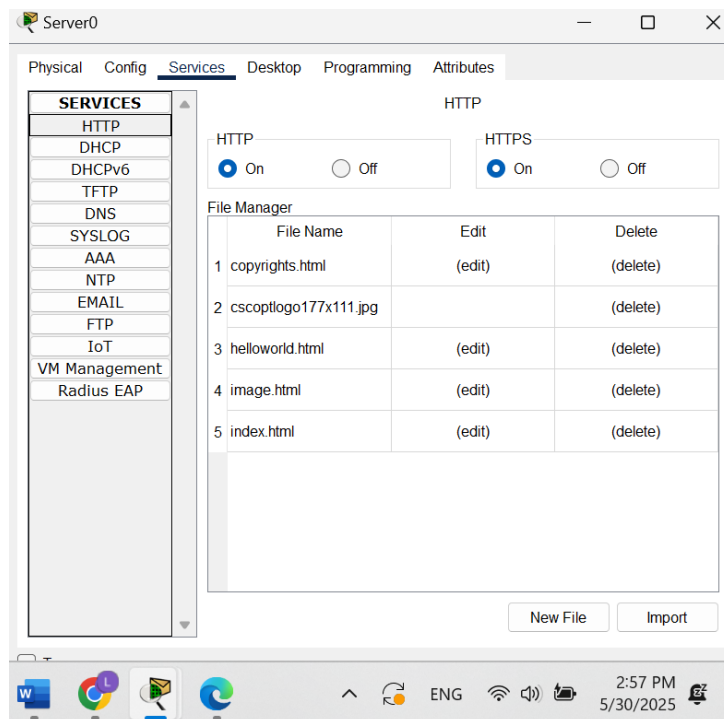 Server0
Physical Config Services Desktop Programming Attributes
SERVICES
HTTP
DHCP
DHCPv6
TFTP
DNS
SYSLOG
AAA
NTP
EMAIL
FTP
IoT
VM Management
Radius EAP
HTTP
HTTP
On Off
HTTPS
On Off
File Manager
File Name Edit Delete
1 copyrights.html (edit) (delete)
2 cscoptlogo177x111.jpg (delete)
3 helloworld.html (edit) (delete)
4 image.html (edit) (delete)
5 index.html (edit) (delete)
New File Import
W L ENG 2:57 PM
5/30/2025